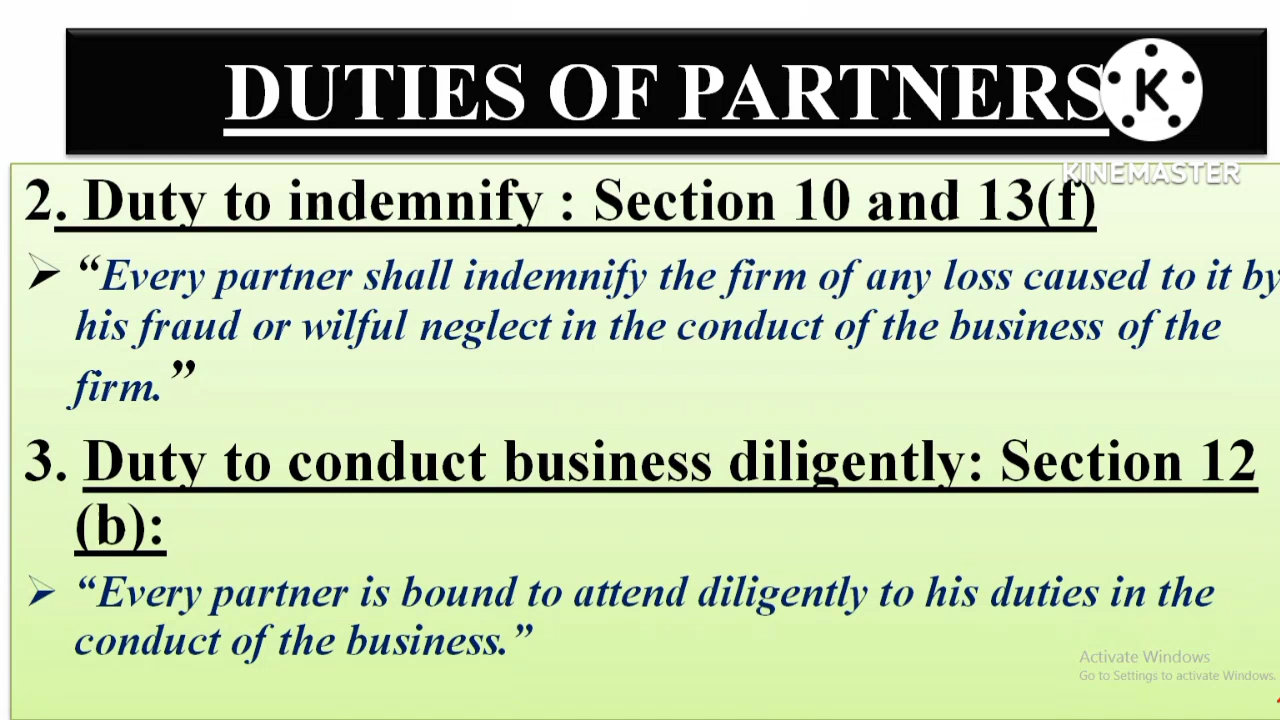 DUTIES OF PARTNERS
K
KINEMASTER
2. Duty to indemnify : Section 10 and 13(f)
➢ “Every partner shall indemnify the firm of any loss caused to it by
his fraud or wilful neglect in the conduct of the business of the
firm.”
3. Duty to conduct business diligently: Section 12
(b):
➢ “Every partner is bound to attend diligently to his duties in the
conduct of the business.”
Activate Windows
Go to Settings to activate Windows.